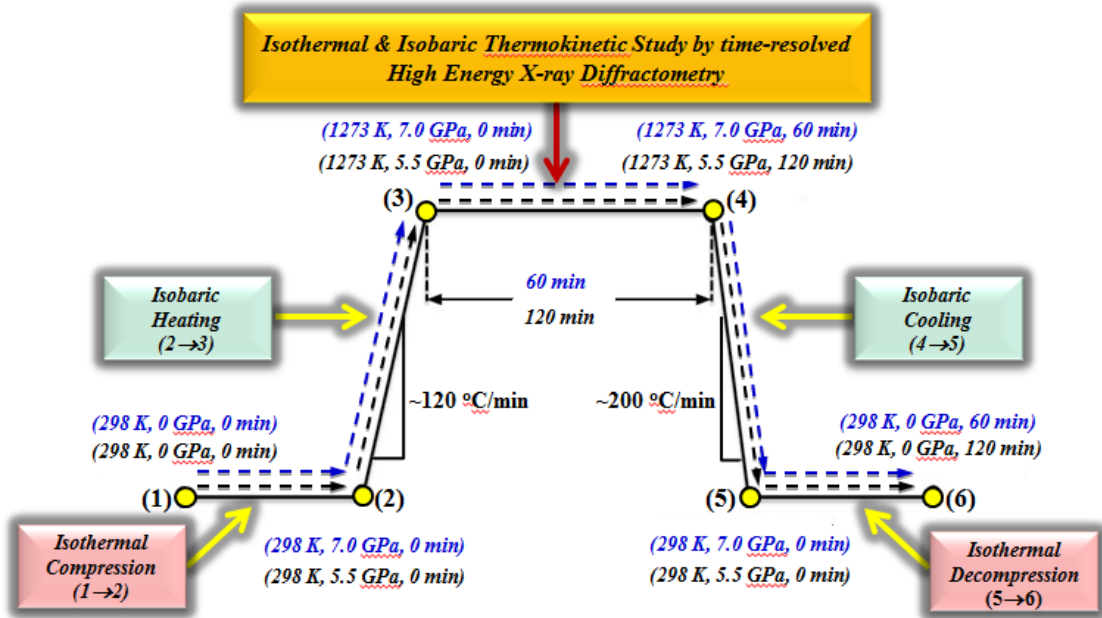 Isothermal & Isobaric Thermokinetic Study by time-resolved
High Energy X-ray Diffractometry
(1273 K, 7.0 GPa, 0 min)
(1273 K, 5.5 GPa, 0 min)
(1273 K, 7.0 GPa, 60 min)
(1273 K, 5.5 GPa, 120 min)
(3)
(4)
Isobaric
Heating
(2→3)
60 min
120 min
Isobaric
Cooling
(4→5)
~120 °C/min
~200 °C/min
(298 K, 0 GPa, 0 min)
(298 K, 0 GPa, 0 min)
(298 K, 0 GPa, 60 min)
(298 K, 0 GPa, 120 min)
(1)
(2)
(5)
(6)
Isothermal
Compression
(1→2)
(298 K, 7.0 GPa, 0 min)
(298 K, 5.5 GPa, 0 min)
(298 K, 7.0 GPa, 0 min)
(298 K, 5.5 GPa, 0 min)
Isothermal
Decompression
(5→6)